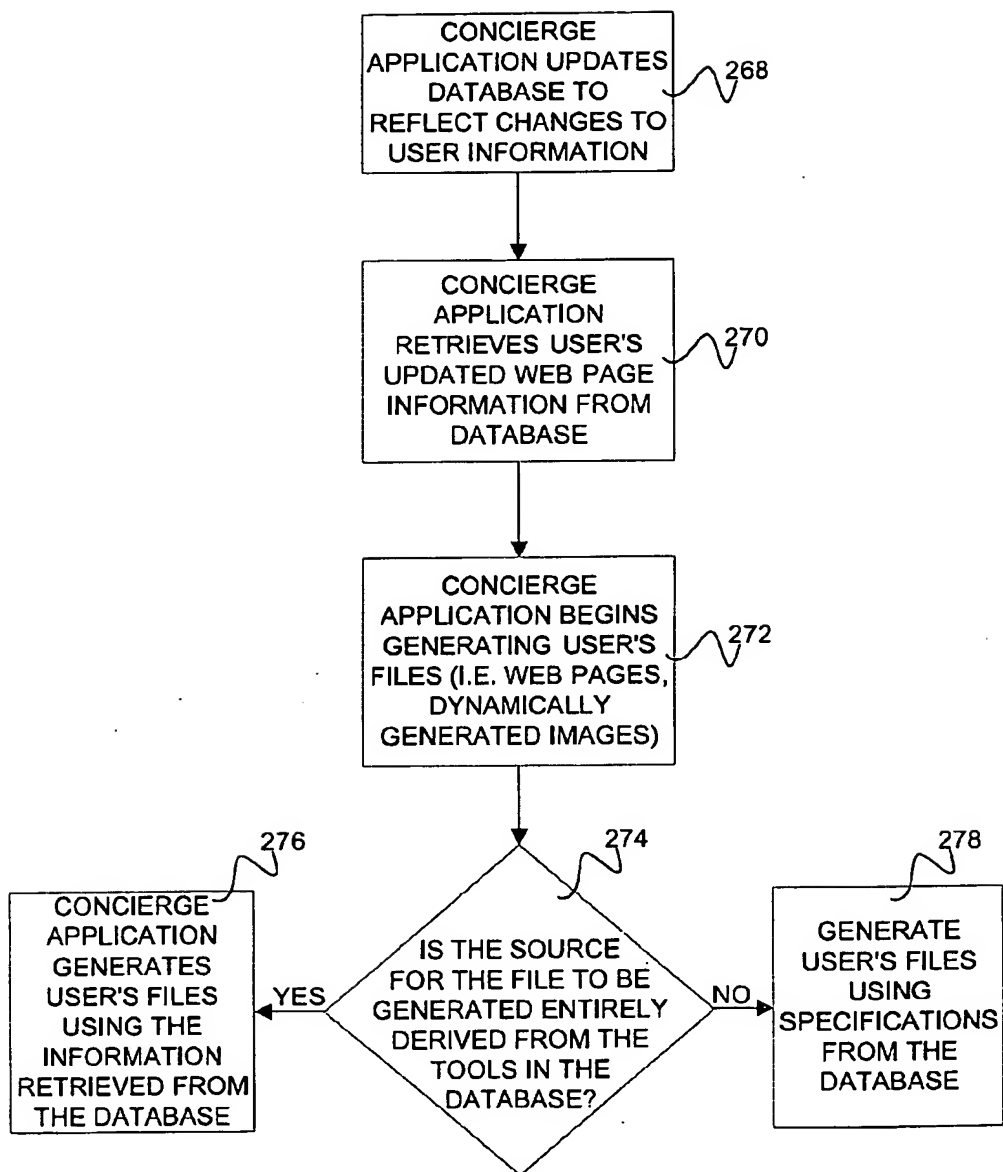 CONCIERGE
APPLICATION UPDATES
DATABASE TO
REFLECT CHANGES TO
USER INFORMATION
268
CONCIERGE
APPLICATION
RETRIEVES USER'S
UPDATED WEB PAGE
INFORMATION FROM
DATABASE
270
CONCIERGE
APPLICATION BEGINS
GENERATING USER'S
FILES (I.E. WEB PAGES,
DYNAMICALLY
GENERATED IMAGES)
272
276
CONCIERGE
APPLICATION
GENERATES
USER'S FILES
USING THE
INFORMATION
RETRIEVED FROM
THE DATABASE
YES
274
IS THE SOURCE
FOR THE FILE TO BE
GENERATED ENTIRELY
DERIVED FROM THE
TOOLS IN THE
DATABASE?
NO
278
GENERATE
USER'S FILES
USING
SPECIFICATIONS
FROM THE
DATABASE